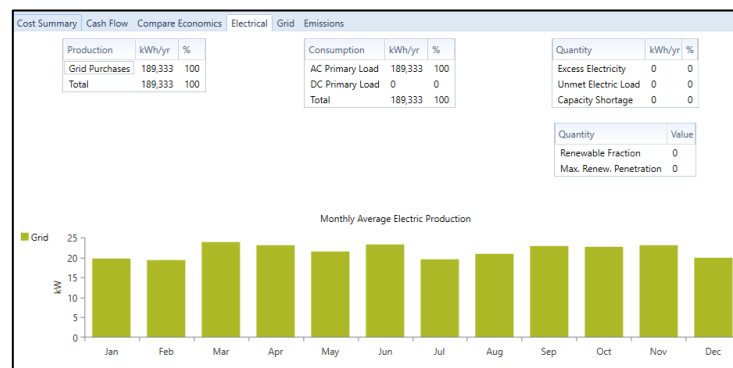 Cost Summary Cash Flow Compare Economics Electrical Grid Emissions
Production kWh/yr %
Grid Purchases 189,333 100
Total 189,333 100
Consumption kWh/yr %
AC Primary Load 189,333 100
DC Primary Load 0 0
Total 189,333 100
Quantity kWh/yr %
Excess Electricity 0 0
Unmet Electric Load 0 0
Capacity Shortage 0 0
Quantity Value
Renewable Fraction 0
Max. Renew. Penetration 0
Monthly Average Electric Production
Grid
kW
25
20
15
10
5
0
Jan Feb Mar Apr May Jun Jul Aug Sep Oct Nov Dec